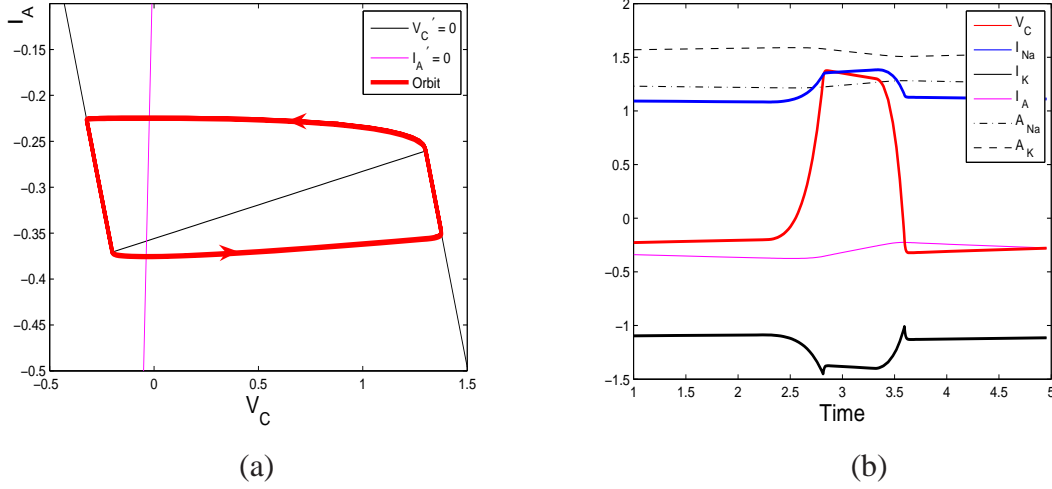 I_A
−0.15
−0.2
−0.25
−0.3
−0.35
−0.4
−0.45
−0.5
−0.5 0 0.5 1 1.5
V_C
V_C′ = 0
I_A′ = 0
Orbit
(a)
2
1.5
1
0.5
0
−0.5
−1
−1.5
1 1.5 2 2.5 3 3.5 4 4.5 5
Time
V_C
I_Na
I_K
I_A
A_Na
A_K
(b)